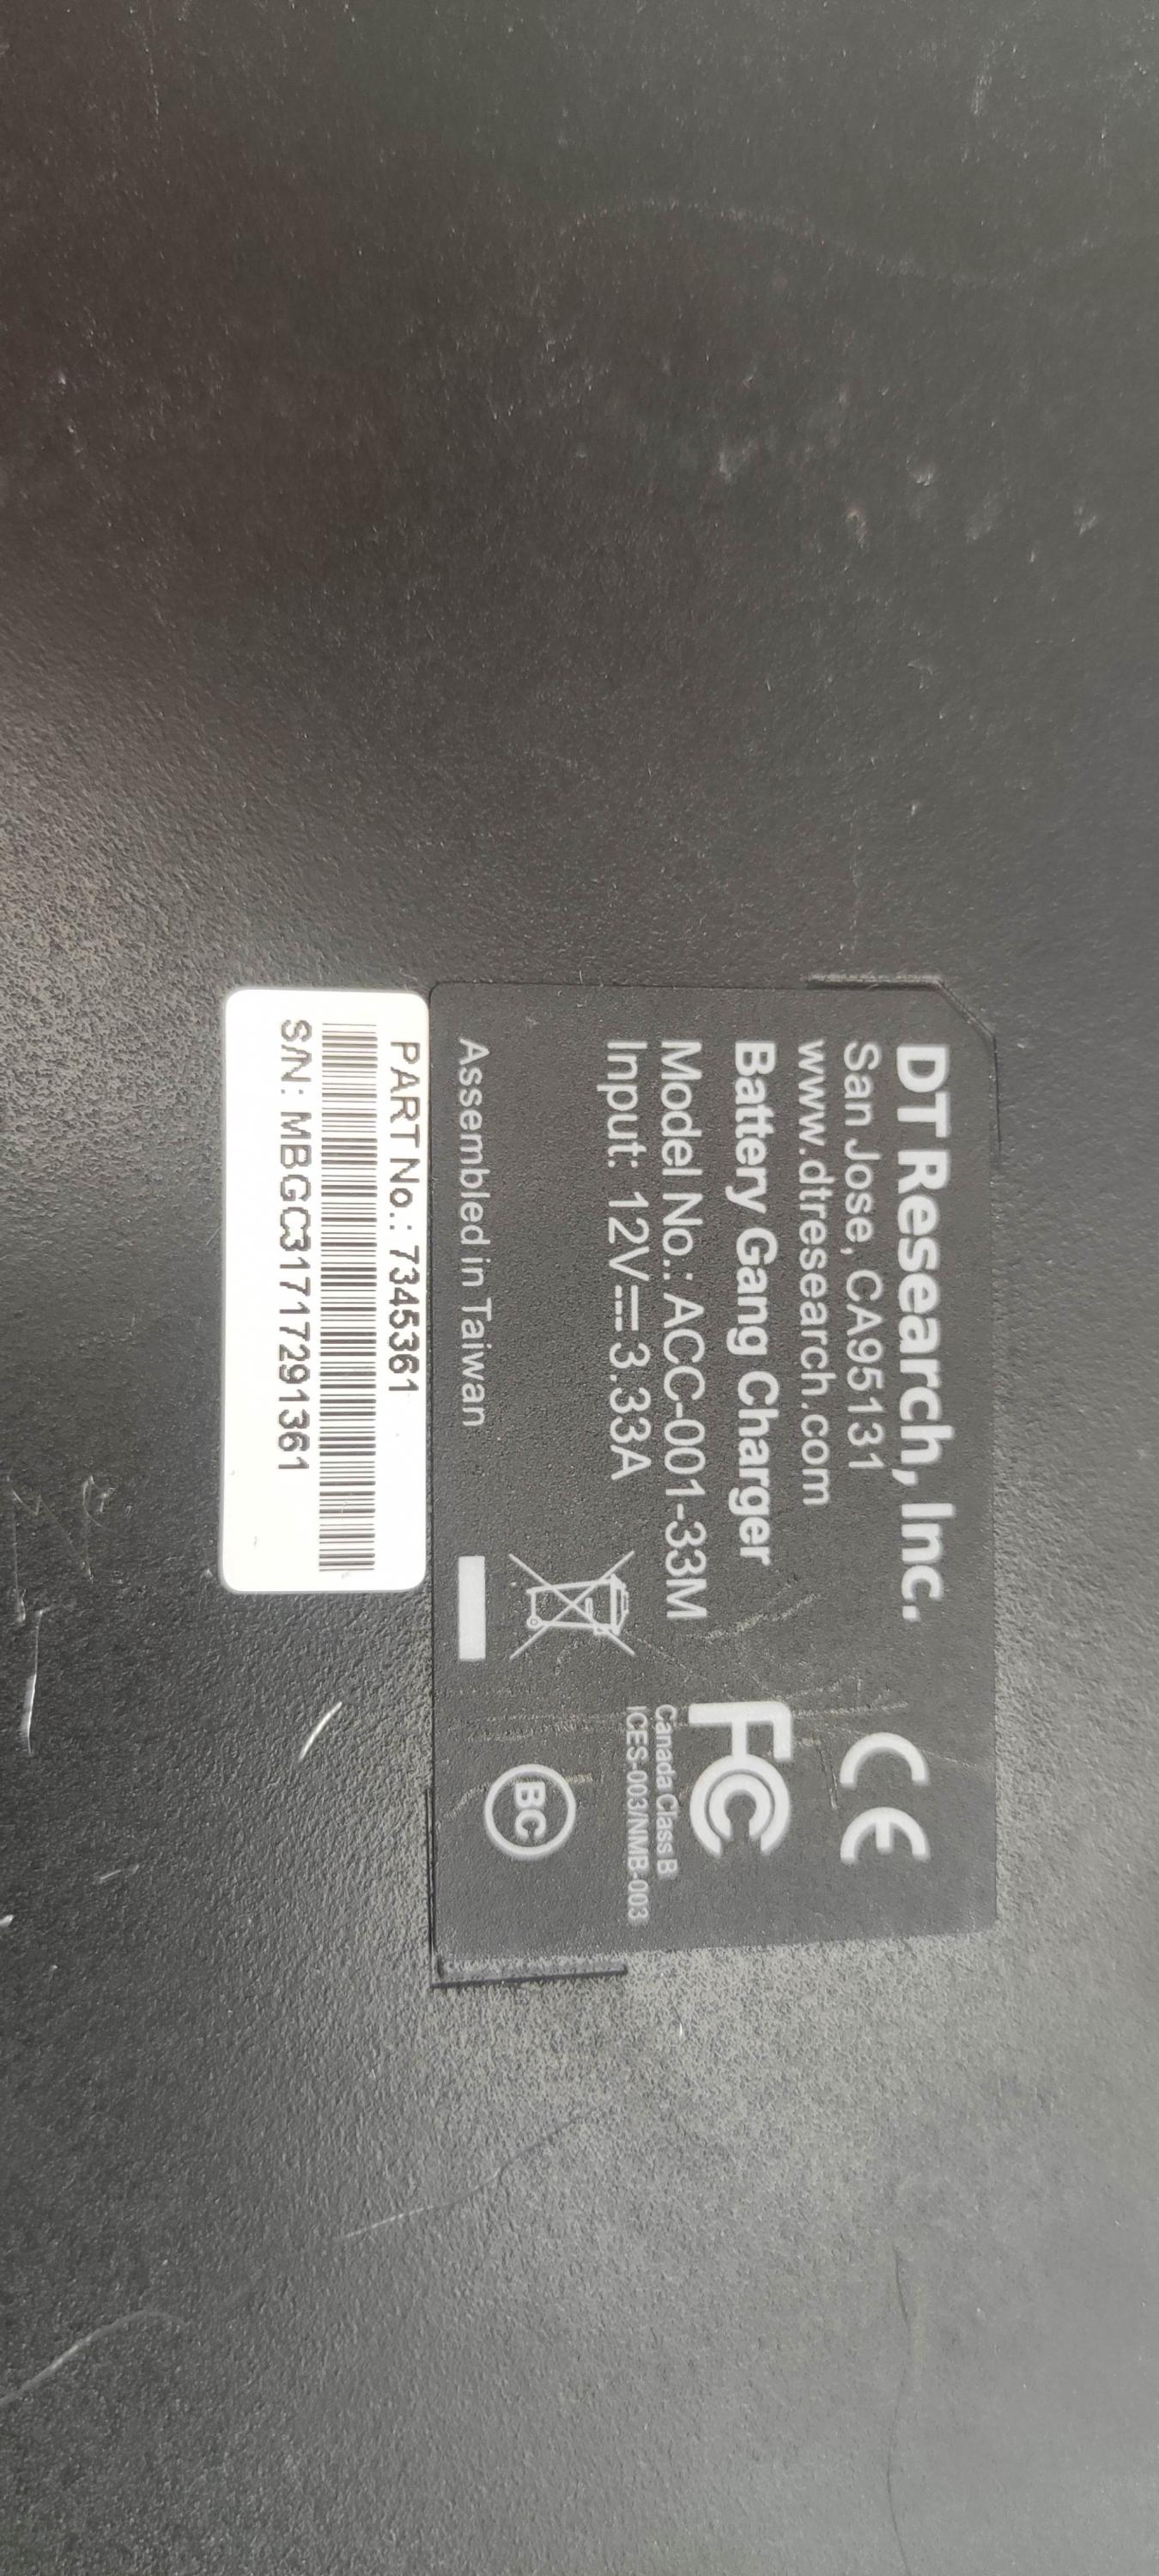 DT Research, Inc.
San Jose, CA95131
www.dtresearch.com
Battery Gang Charger
Model No.: ACC-001-33M
Input: 12V⎓3.33A
Assembled in Taiwan
CE
FC
Canada Class B
ICES-003/NMB-003
BC
PART No.: 7345361
S/N: MBGC31717291361